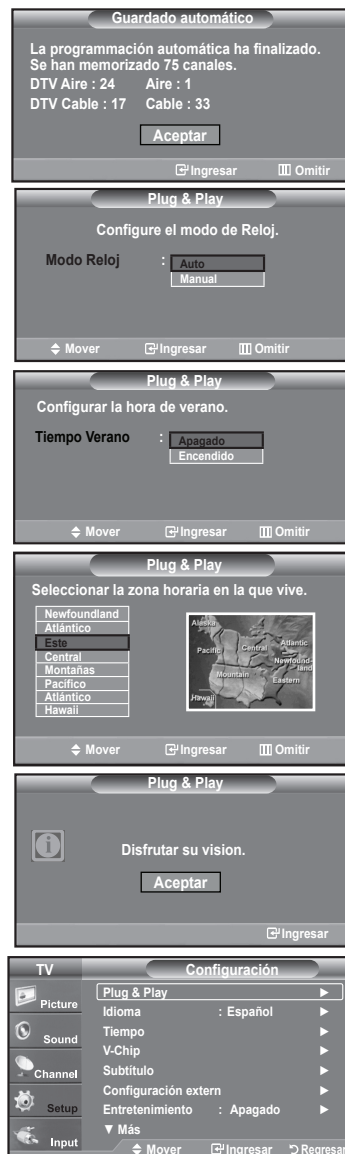 Guardado automático
La programmación automática ha finalizado.
Se han memorizado 75 canales.
DTV Aire : 24 Aire : 1
DTV Cable : 17 Cable : 33
Aceptar
Ingresar Omitir
Plug & Play
Configure el modo de Reloj.
Modo Reloj : Auto
Manual
Mover Ingresar Omitir
Plug & Play
Configurar la hora de verano.
Tiempo Verano : Apagado
Encendido
Mover Ingresar Omitir
Plug & Play
Seleccionar la zona horaria en la que vive.
Newfoundland
Atlántico
Este
Central
Montañas
Pacífico
Atlántico
Hawaii
Alaska
Pacific
Central
Atlantic
Newfound-
land
Mountain
Eastern
Hawaii
Mover Ingresar Omitir
Plug & Play
Disfrutar su vision.
Aceptar
Ingresar
TV Configuración
Picture
Sound
Channel
Setup
Input
Plug & Play ►
Idioma : Español ►
Tiempo ►
V-Chip ►
Subtítulo ►
Configuración extern ►
Entretenimiento : Apagado ►
▼ Más
Mover Ingresar Regresar